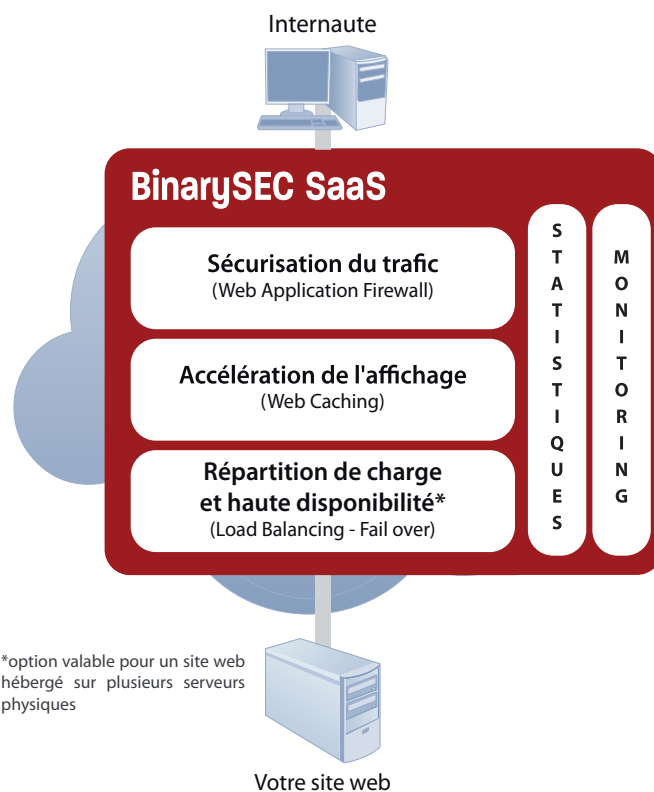 Internaute
BinarySEC SaaS
Sécurisation du trafic
(Web Application Firewall)
Accélération de l'affichage
(Web Caching)
Répartition de charge
et haute disponibilité*
(Load Balancing - Fail over)
STATISTIQUES
MONITORING
*option valable pour un site web
hébergé sur plusieurs serveurs
physiques
Votre site web